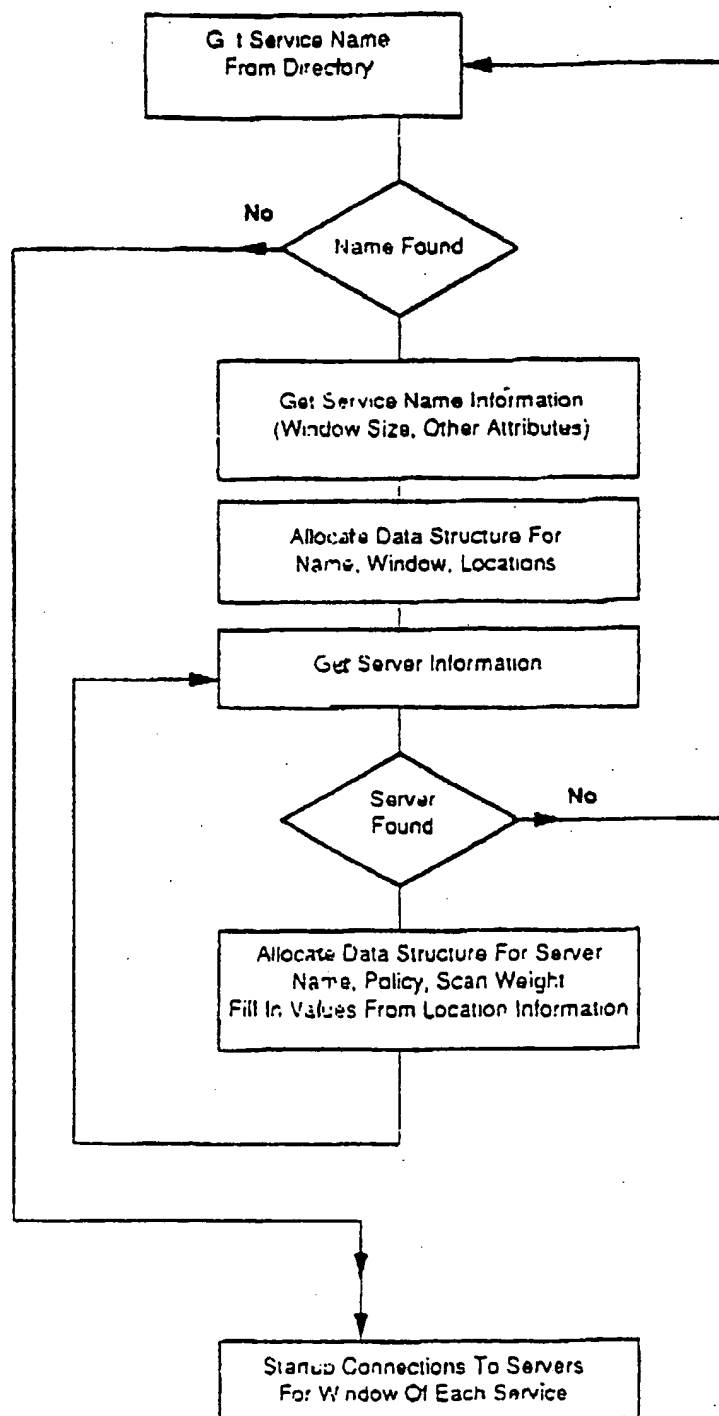 Get Service Name
From Directory
No
Name Found
Get Service Name Information
(Window Size, Other Attributes)
Allocate Data Structure For
Name, Window, Locations
Get Server Information
Server
Found
No
Allocate Data Structure For Server
Name, Policy, Scan Weight
Fill In Values From Location Information
Startup Connections To Servers
For Window Of Each Service